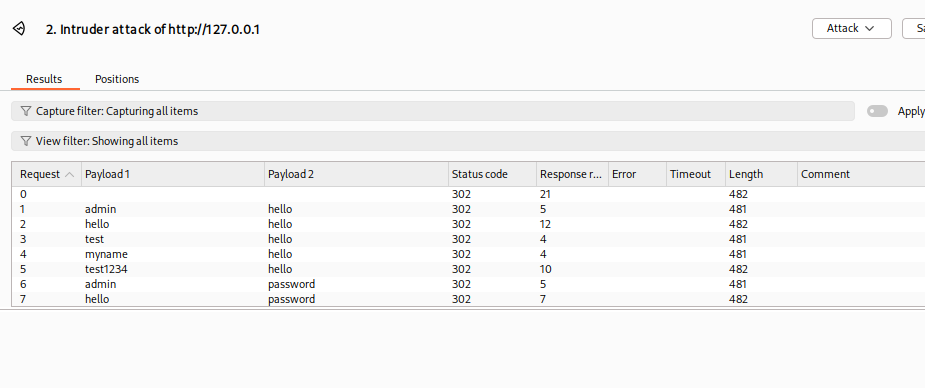 2. Intruder attack of http://127.0.0.1
Attack
Sa
Results Positions
Capture filter: Capturing all items
Apply
View filter: Showing all items
Request Payload 1 Payload 2 Status code Response r... Error Timeout Length Comment
0 302 21 482
1 admin hello 302 5 481
2 hello hello 302 12 482
3 test hello 302 4 481
4 myname hello 302 4 481
5 test1234 hello 302 10 482
6 admin password 302 5 481
7 hello password 302 7 482